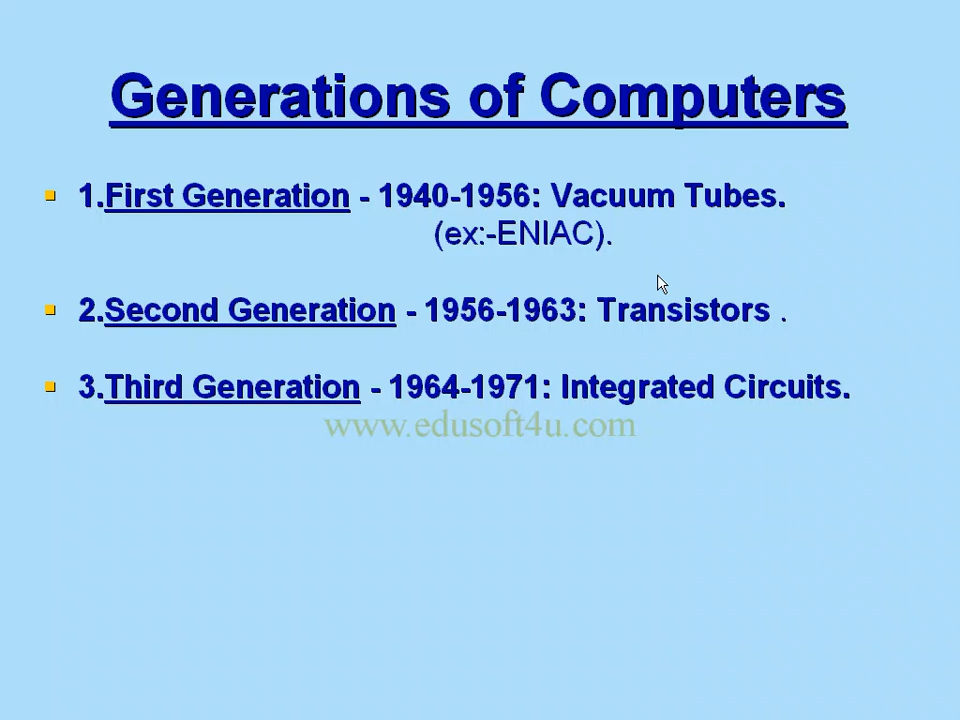 Generations of Computers
1.First Generation - 1940-1956: Vacuum Tubes.
(ex:-ENIAC).
2.Second Generation - 1956-1963: Transistors .
3.Third Generation - 1964-1971: Integrated Circuits.
www.edusoft4u.com